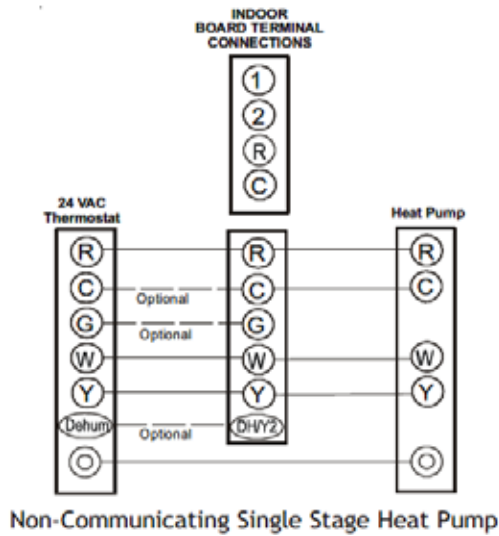 INDOOR
BOARD TERMINAL
CONNECTIONS
1
2
R
C
24 VAC
Thermostat
Heat Pump
R R R
C Optional C C
G Optional G
W W W
Y Y Y
Dehum Optional DH/Y2
O O
Non-Communicating Single Stage Heat Pump